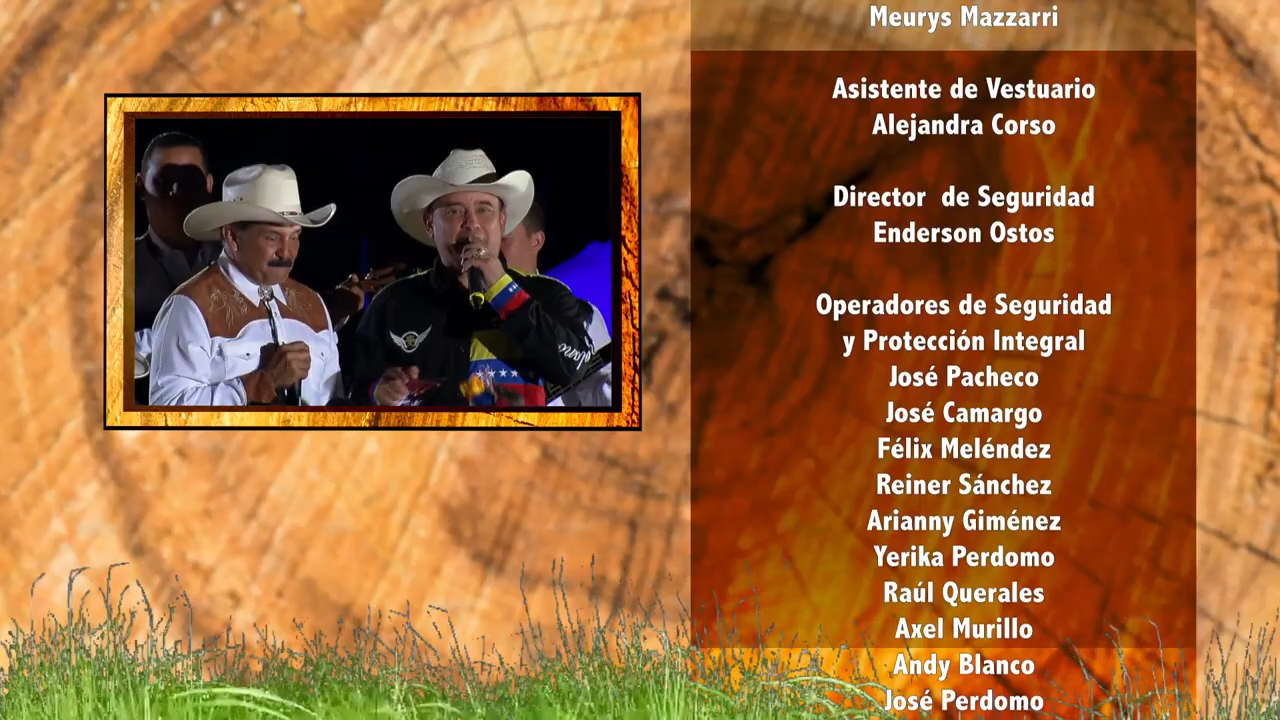 Meurys Mazzarri
Asistente de Vestuario
Alejandra Corso
Director  de Seguridad
Enderson Ostos
Operadores de Seguridad
y Protección Integral
José Pacheco
José Camargo
Félix Meléndez
Reiner Sánchez
Arianny Giménez
Yerika Perdomo
Raúl Querales
Axel Murillo
Andy Blanco
José Perdomo